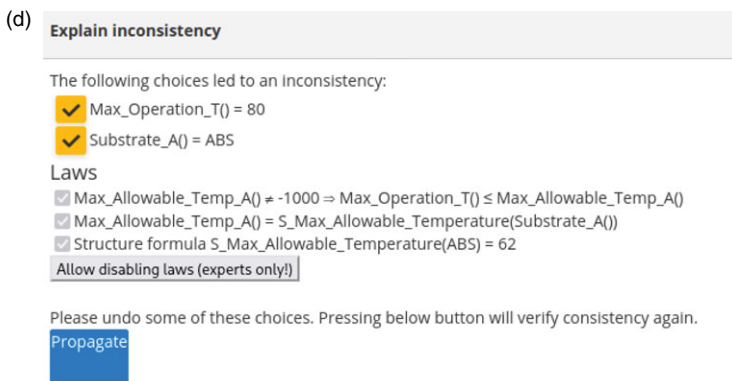 (d)
Explain inconsistency
The following choices led to an inconsistency:
Max_Operation_T() = 80
Substrate_A() = ABS
Laws
Max_Allowable_Temp_A() ≠ -1000 ⇒ Max_Operation_T() ≤ Max_Allowable_Temp_A()
Max_Allowable_Temp_A() = S_Max_Allowable_Temperature(Substrate_A())
Structure formula S_Max_Allowable_Temperature(ABS) = 62
Allow disabling laws (experts only!)
Please undo some of these choices. Pressing below button will verify consistency again.
Propagate